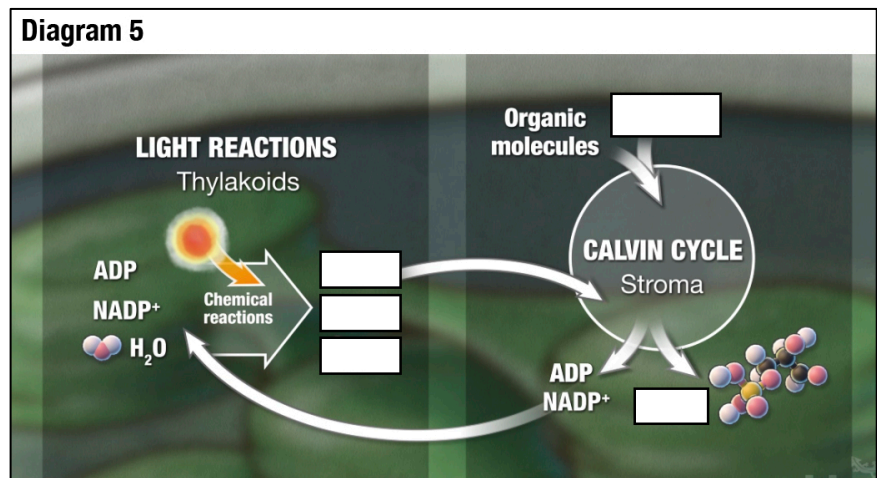 Diagram 5
LIGHT REACTIONS
Thylakoids
ADP
NADP⁺
H₂O
Chemical
reactions
Organic
molecules
CALVIN CYCLE
Stroma
ADP
NADP⁺